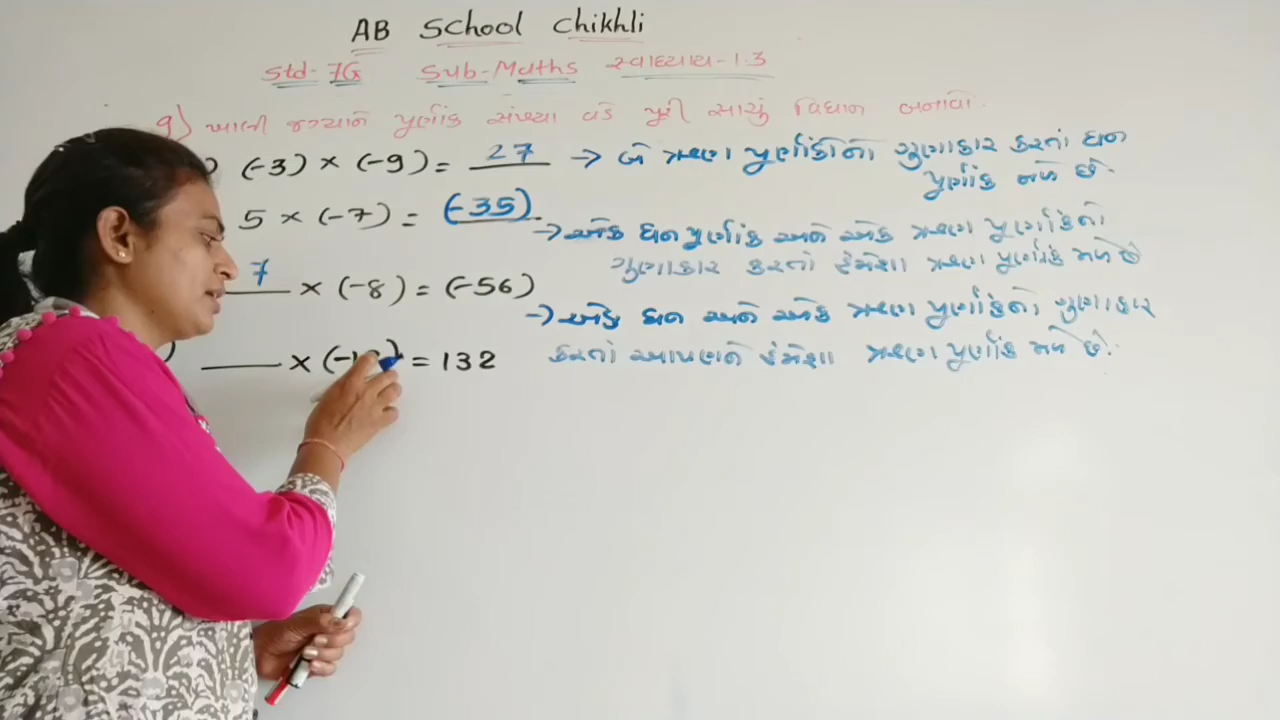 AB School Chikhli
Std-7G Sub-Maths સ્વાધ્યાય-1.3
9) ખાલી જગ્યાને પૂર્ણાંક સંખ્યા વડે પૂરી સાચું વિધાન બનાવો.
) (-3) × (-9) = 27 → બે ઋણ પૂર્ણાંકોનો ગુણાકાર કરતાં ધન
પૂર્ણાંક મળે છે.
5 × (-7) = (-35)
→ એક ધન પૂર્ણાંક અને એક ઋણ પૂર્ણાંકનો
ગુણાકાર કરતાં હંમેશા ઋણ પૂર્ણાંક મળે છે
7 × (-8) = (-56)
→ એક ધન અને એક ઋણ પૂર્ણાંકનો ગુણાકાર
કરતાં આપણને હંમેશા ઋણ પૂર્ણાંક મળે છે.
) ___ × = 132